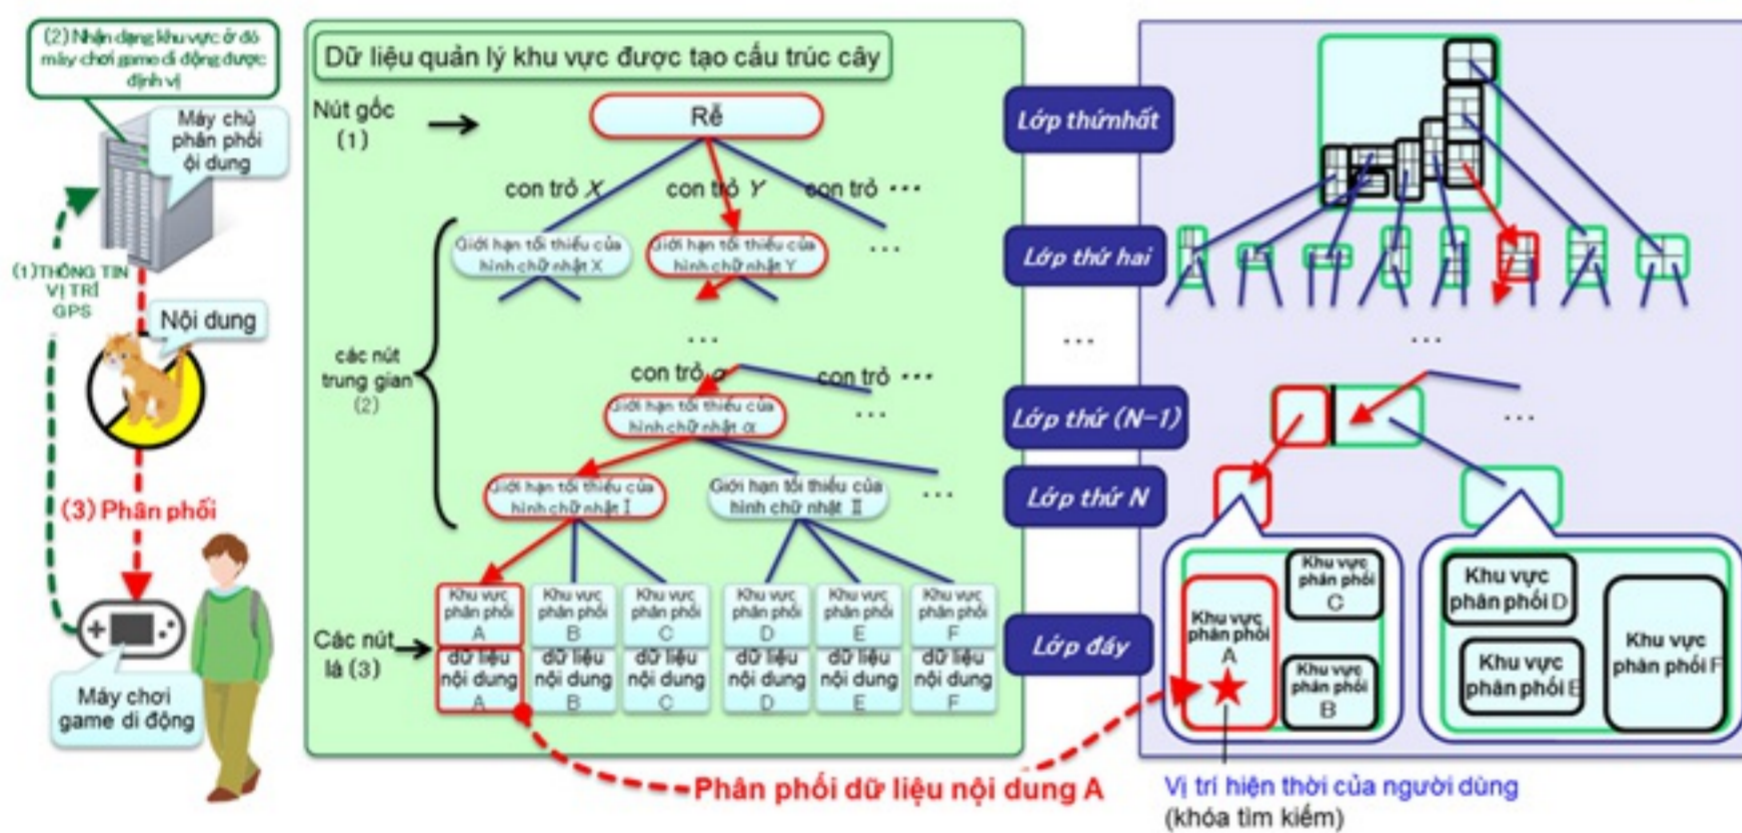 (2) Nhận dạng khu vực ở đó
máy chơi game di động được
định vị
Máy chủ
phân phối
ội dung
(1)THÔNG TIN
VỊ TRÍ
GPS
Nội dung
(3) Phân phối
Máy chơi
game di động
Dữ liệu quản lý khu vực được tạo cấu trúc cây
Nút gốc
(1)
Rễ
con trỏ X
con trỏ Y
con trỏ ...
Giới hạn tối thiểu của
hình chữ nhật X
Giới hạn tối thiểu của
hình chữ nhật Y
...
...
các nút
trung gian
(2)
con trỏ α
con trỏ ...
Giới hạn tối thiểu của
hình chữ nhật α
...
Giới hạn tối thiểu của
hình chữ nhật I
Giới hạn tối thiểu của
hình chữ nhật II
...
Các nút
lá (3)
Khu vực
phân phối
A
Khu vực
phân phối
B
Khu vực
phân phối
C
Khu vực
phân phối
D
Khu vực
phân phối
E
Khu vực
phân phối
F
dữ liệu
nội dung
A
dữ liệu
nội dung
B
dữ liệu
nội dung
C
dữ liệu
nội dung
D
dữ liệu
nội dung
E
dữ liệu
nội dung
F
Lớp thứnhất
Lớp thứ hai
...
Lớp thứ (N-1)
Lớp thứ N
Lớp đáy
...
...
Khu vực
phân phối
A
Khu vực
phân phối
C
Khu vực
phân phối
B
Khu vực
phân phối D
Khu vực
phân phối E
Khu vực
phân phối F
Phân phối dữ liệu nội dung A
Vị trí hiện thời của người dùng
(khóa tìm kiếm)